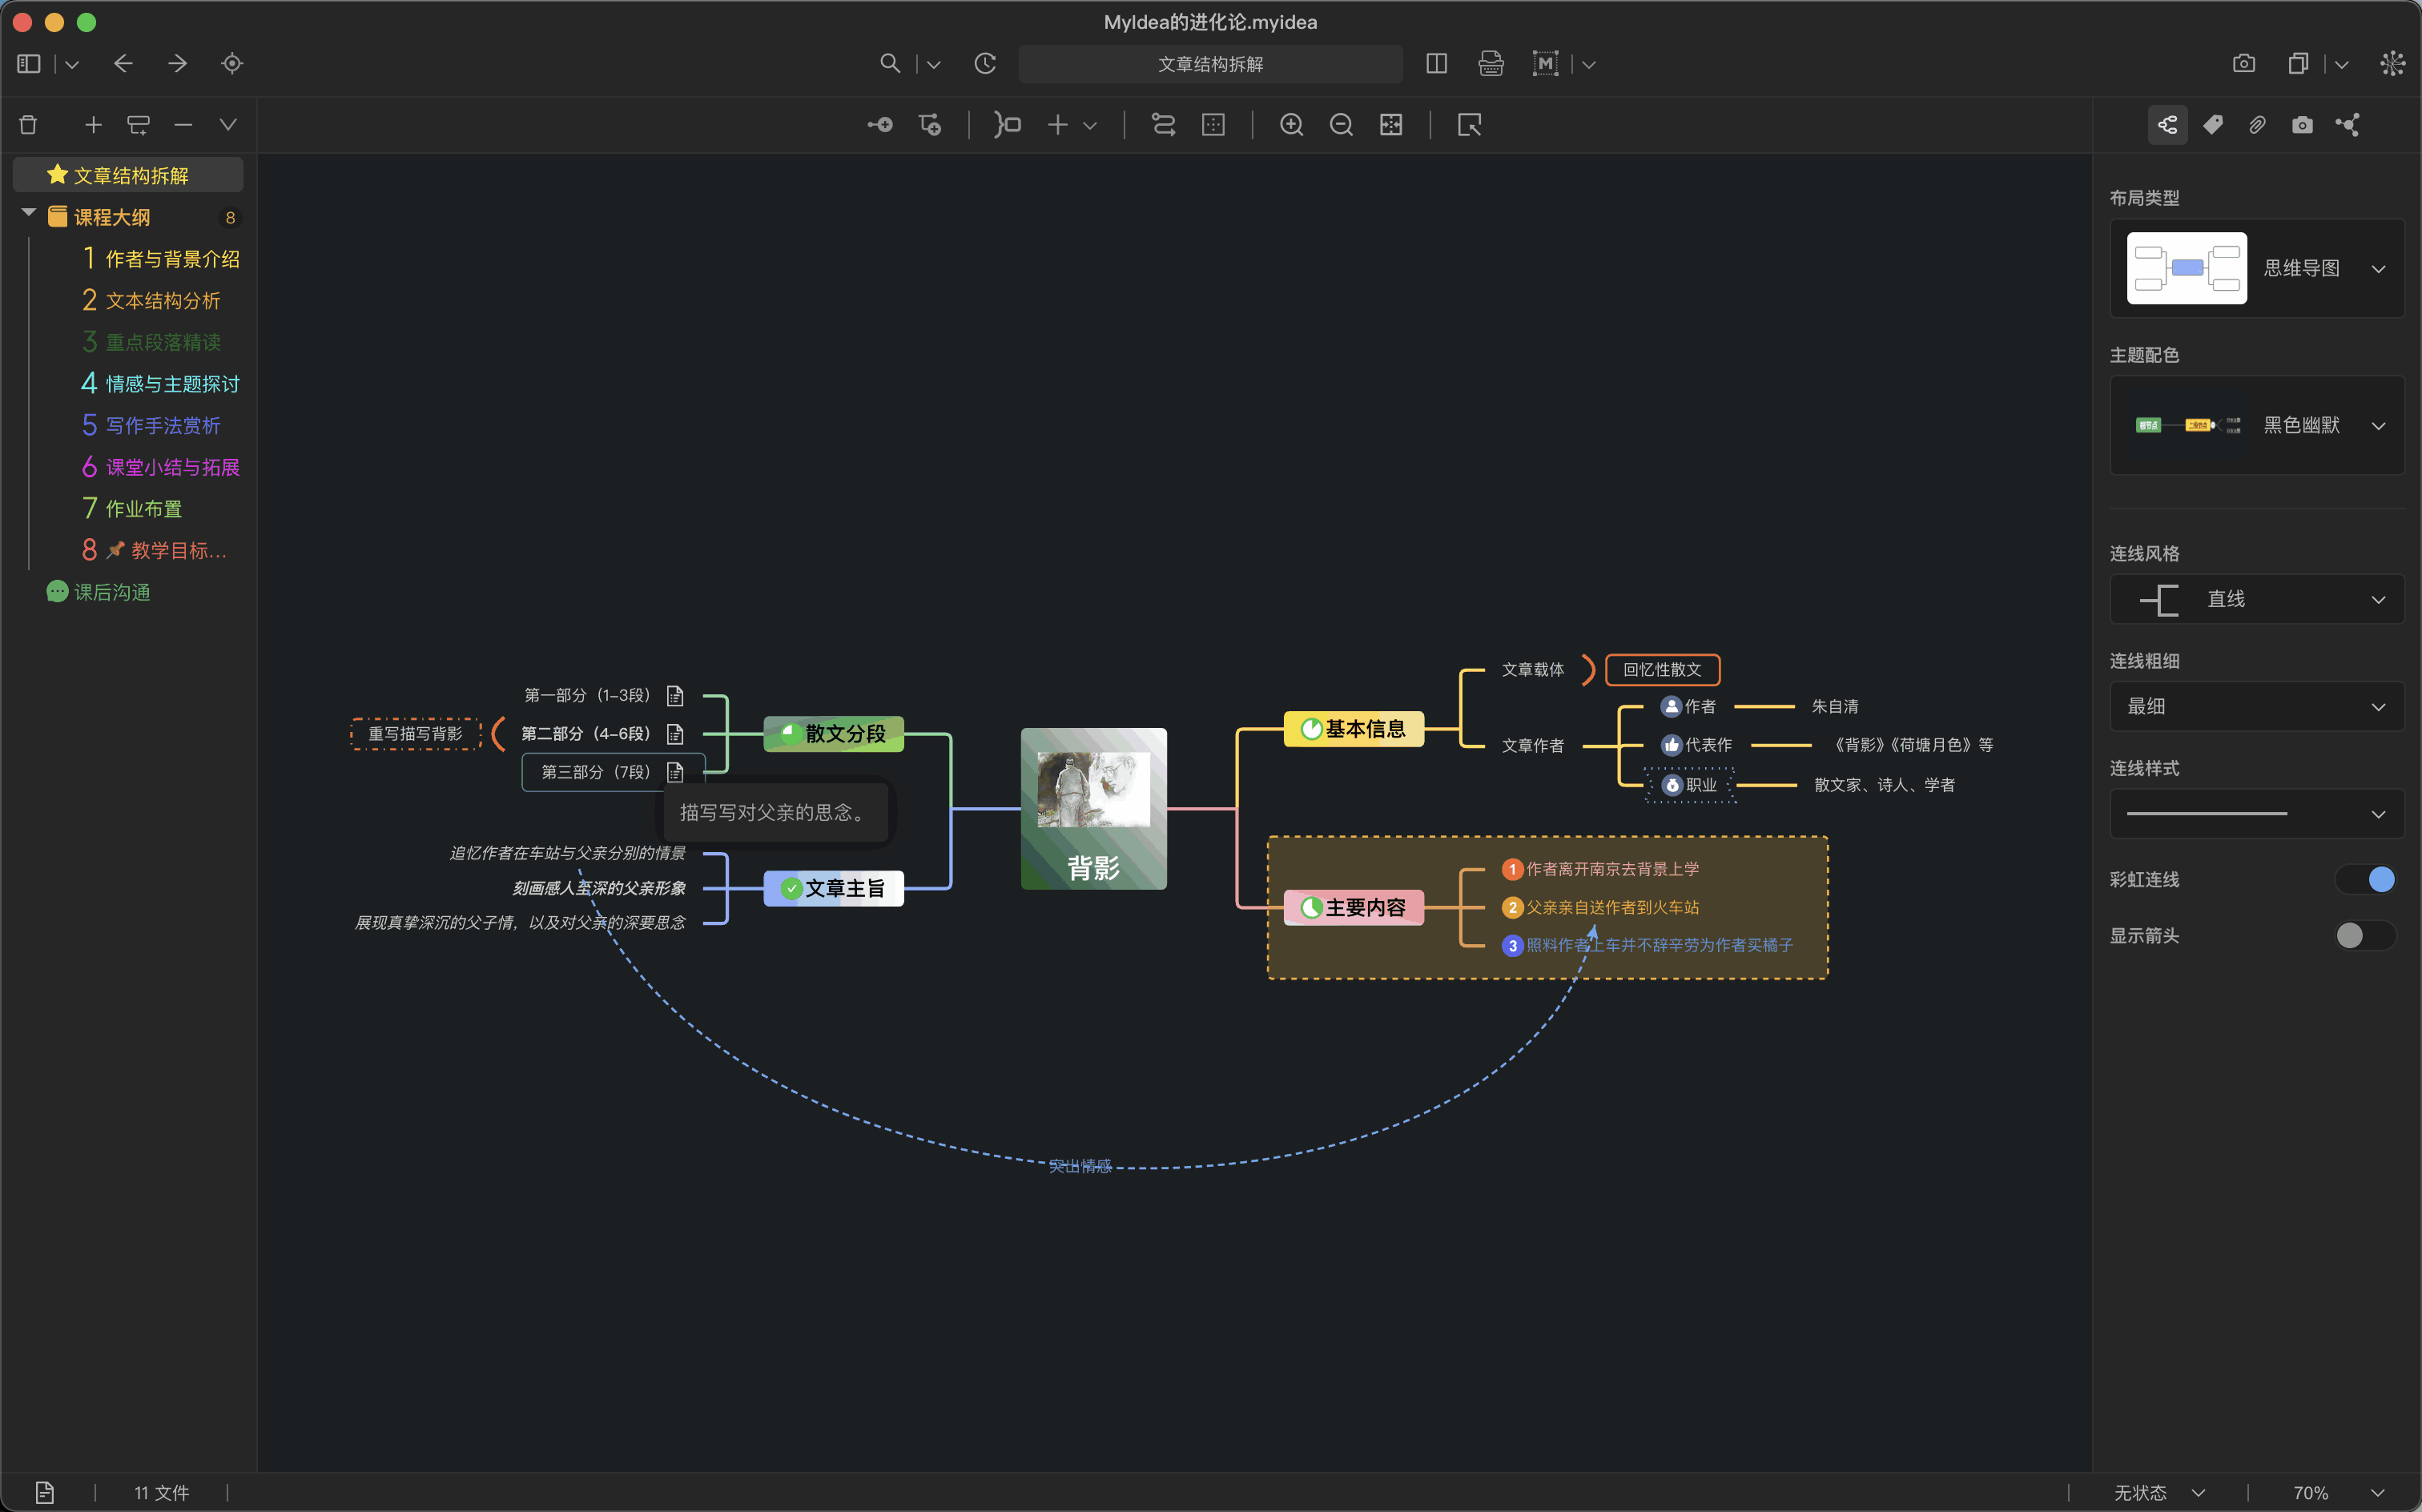 MyIdea的进化论.myidea
文章结构拆解
文章结构拆解
课程大纲 8
1 作者与背景介绍
2 文本结构分析
3 重点段落精读
4 情感与主题探讨
5 写作手法赏析
6 课堂小结与拓展
7 作业布置
8 教学目标...
课后沟通
第一部分（1-3段）
重写描写背影
第二部分（4-6段）
第三部分（7段）
描写写对父亲的思念。
散文分段
追忆作者在车站与父亲分别的情景
刻画感人至深的父亲形象
展现真挚深沉的父子情，以及对父亲的深要思念
文章主旨
背影
基本信息
文章载体
回忆性散文
文章作者
作者
朱自清
代表作
《背影》《荷塘月色》等
职业
散文家、诗人、学者
主要内容
1 作者离开南京去背景上学
2 父亲亲自送作者到火车站
3 照料作者上车并不辞辛劳为作者买橘子
突出情感
布局类型
思维导图
主题配色
黑色幽默
连线风格
直线
连线粗细
最细
连线样式
彩虹连线
显示箭头
11 文件
无状态
70%